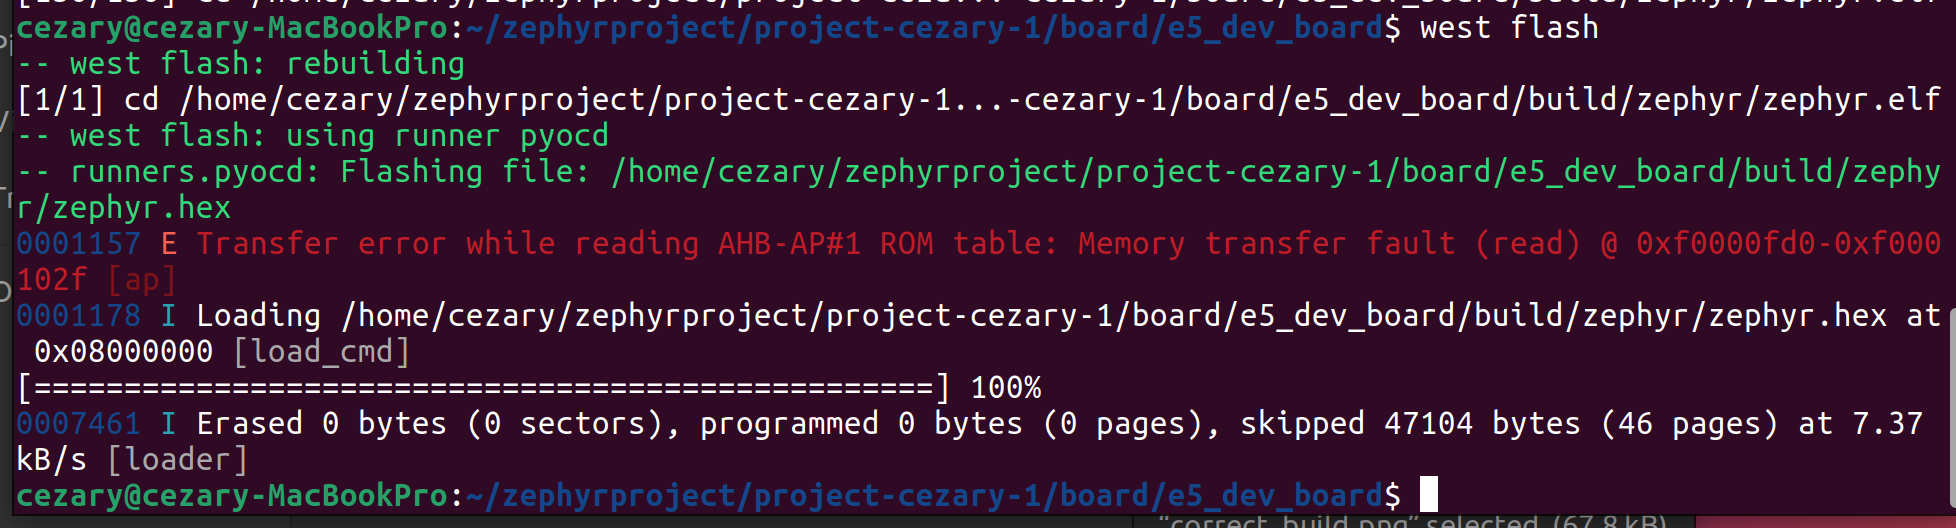 cezary@cezary-MacBookPro:~/zephyrproject/project-cezary-1/board/e5_dev_board$ west flash
-- west flash: rebuilding
[1/1] cd /home/cezary/zephyrproject/project-cezary-1...-cezary-1/board/e5_dev_board/build/zephyr/zephyr.elf
-- west flash: using runner pyocd
-- runners.pyocd: Flashing file: /home/cezary/zephyrproject/project-cezary-1/board/e5_dev_board/build/zephy
r/zephyr.hex
0001157 E Transfer error while reading AHB-AP#1 ROM table: Memory transfer fault (read) @ 0xf0000fd0-0xf000
102f [ap]
0001178 I Loading /home/cezary/zephyrproject/project-cezary-1/board/e5_dev_board/build/zephyr/zephyr.hex at
0x08000000 [load_cmd]
[==================================================] 100%
0007461 I Erased 0 bytes (0 sectors), programmed 0 bytes (0 pages), skipped 47104 bytes (46 pages) at 7.37
kB/s [loader]
cezary@cezary-MacBookPro:~/zephyrproject/project-cezary-1/board/e5_dev_board$
"correct_build.png" selected (67.8 kB)